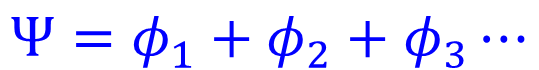 Ψ = ϕ₁ + ϕ₂ + ϕ₃ ⋯